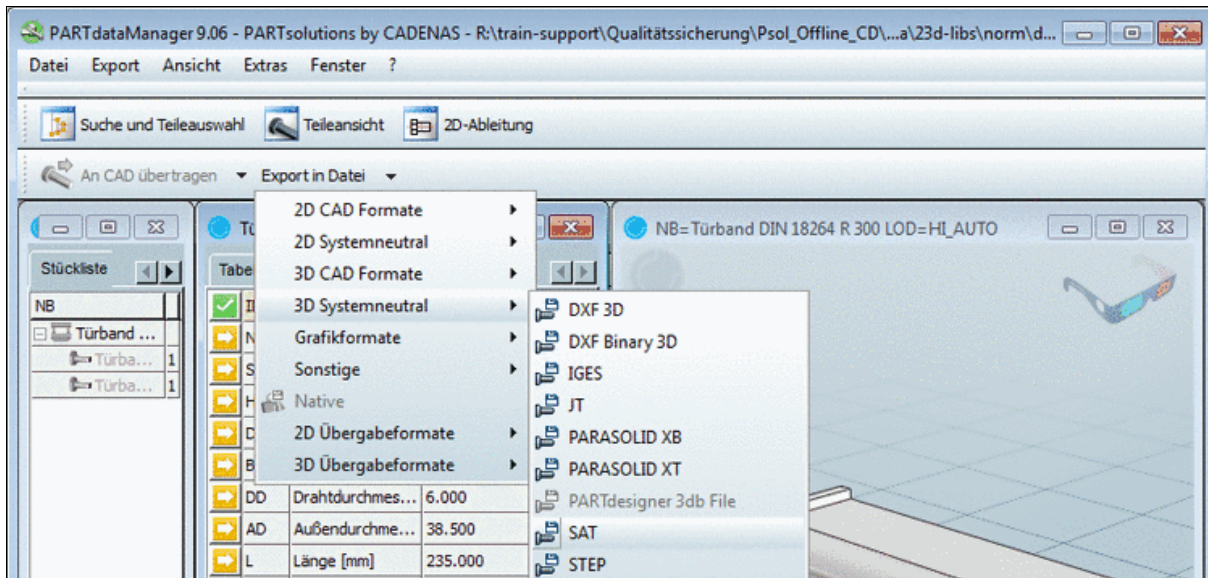 PARTdataManager 9.06 - PARTsolutions by CADENAS - R:\train-support\Qualitätssicherung\Psol_Offline_CD\...a\23d-libs\norm\d...
Datei Export Ansicht Extras Fenster ?
Suche und Teileauswahl Teileansicht 2D-Ableitung
An CAD übertragen Export in Datei
NB=Türband DIN 18264 R 300 LOD=HI_AUTO
Stückliste
NB
Türband ...
Türba... 1
Türba... 1
2D CAD Formate
2D Systemneutral
3D CAD Formate
3D Systemneutral
Grafikformate
Sonstige
Native
2D Übergabeformate
3D Übergabeformate
DXF 3D
DXF Binary 3D
IGES
JT
PARASOLID XB
PARASOLID XT
PARTdesigner 3db File
SAT
STEP
DD Drahtdurchmes... 6.000
AD Außendurchme... 38.500
L Länge [mm] 235.000